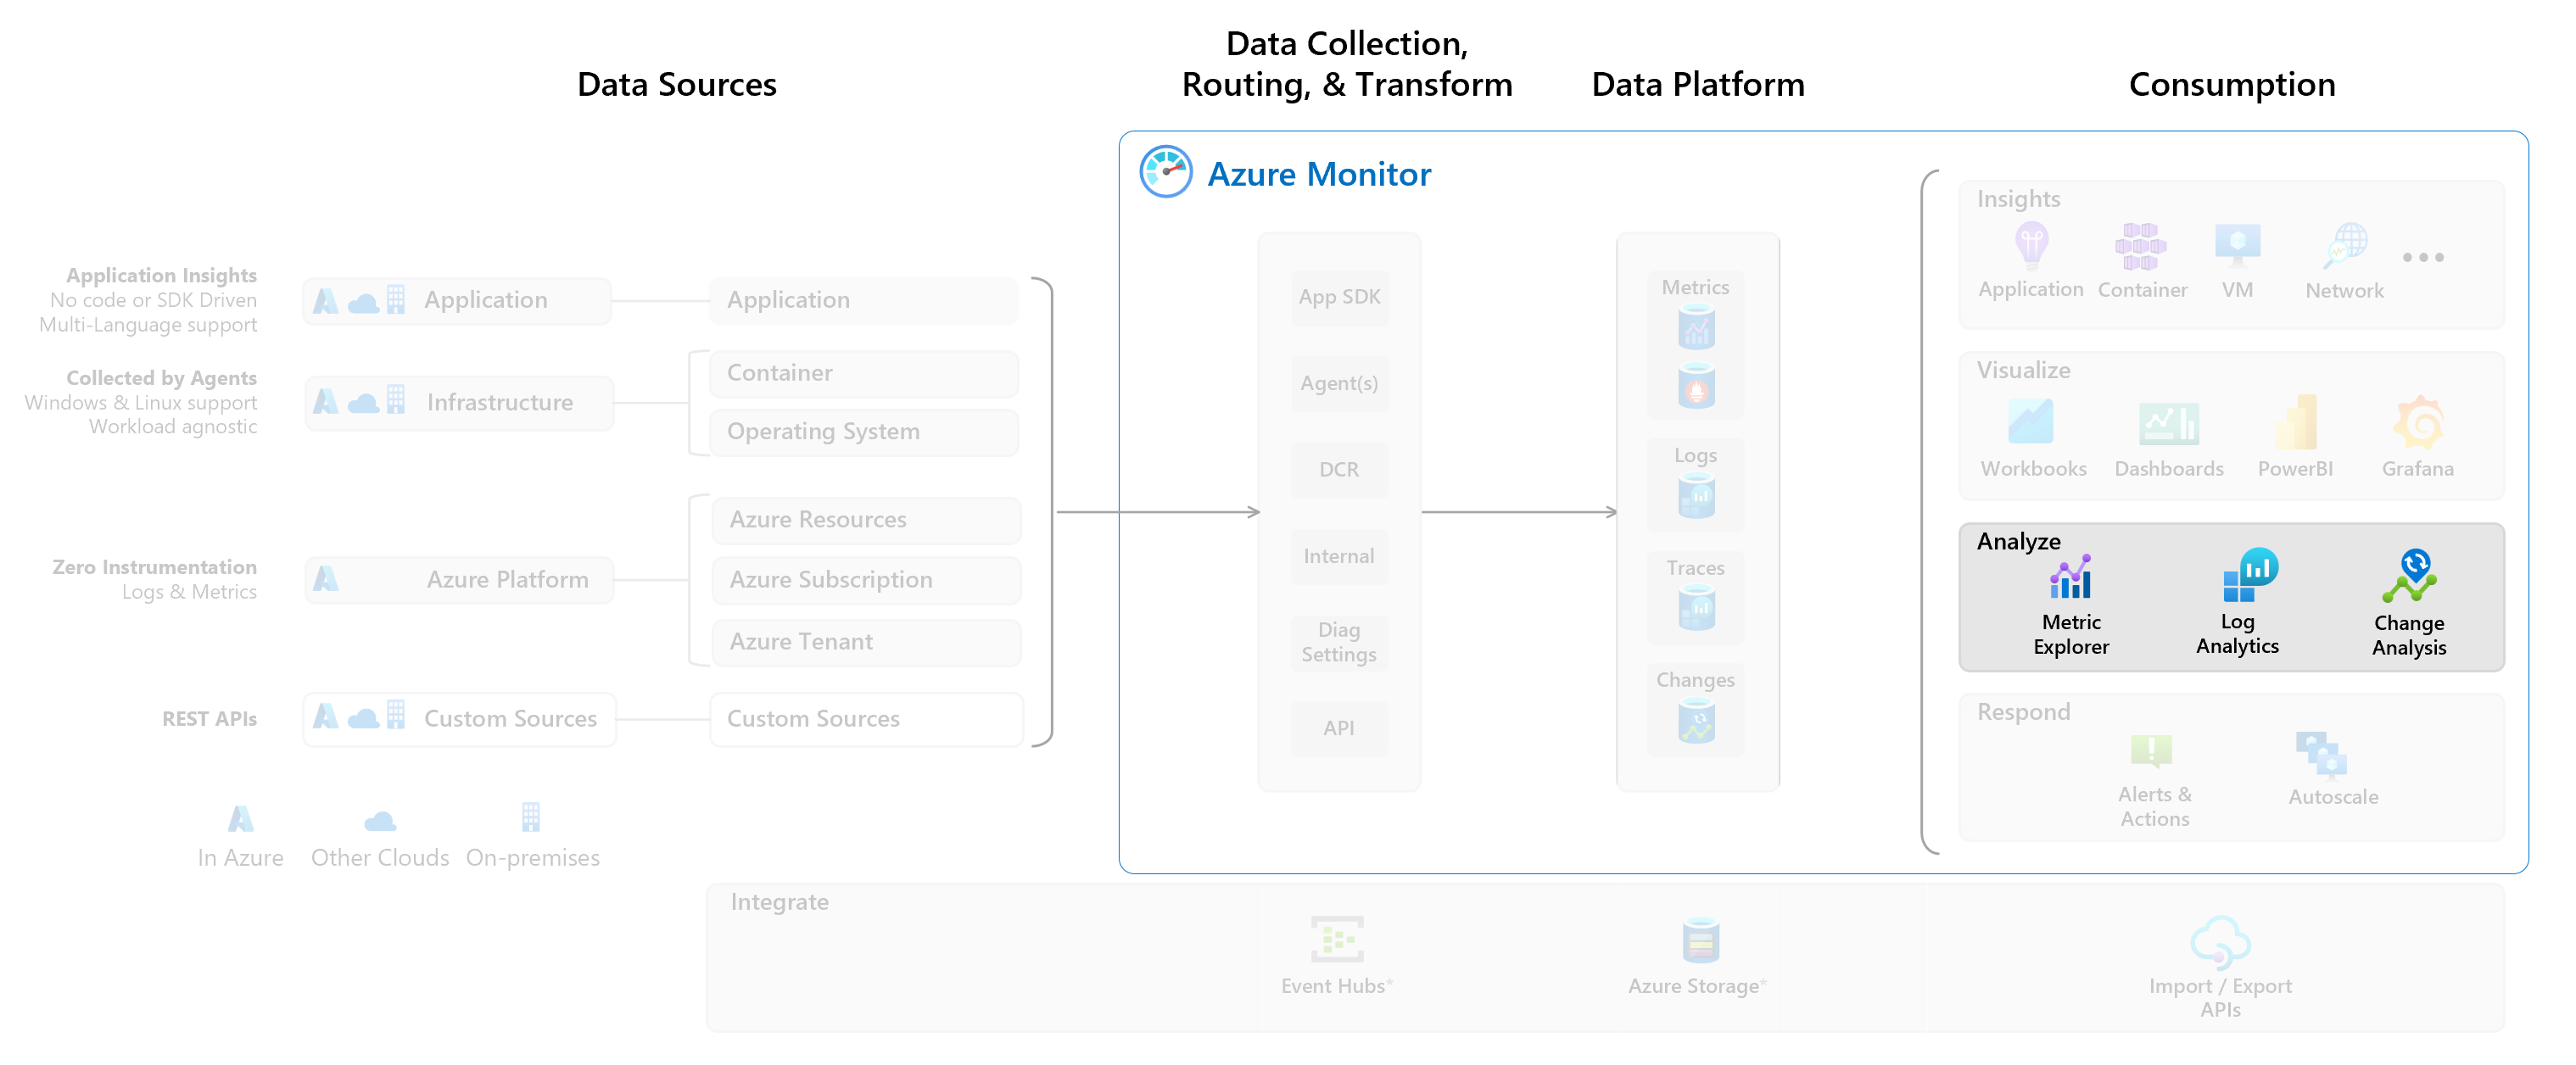 Data Sources
Data Collection,
Routing, & Transform
Data Platform
Consumption
Azure Monitor
Application Insights
No code or SDK Driven
Multi-Language support
Application
Application
Collected by Agents
Windows & Linux support
Workload agnostic
Infrastructure
Container
Operating System
Zero Instrumentation
Logs & Metrics
Azure Platform
Azure Resources
Azure Subscription
Azure Tenant
REST APIs
Custom Sources
Custom Sources
In Azure
Other Clouds
On-premises
App SDK
Agent(s)
DCR
Internal
Diag
Settings
API
Metrics
Logs
Traces
Changes
Insights
Application
Container
VM
Network
Visualize
Workbooks
Dashboards
PowerBI
Grafana
Analyze
Metric
Explorer
Log
Analytics
Change
Analysis
Respond
Alerts &
Actions
Autoscale
Integrate
Event Hubs*
Azure Storage*
Import / Export
APIs